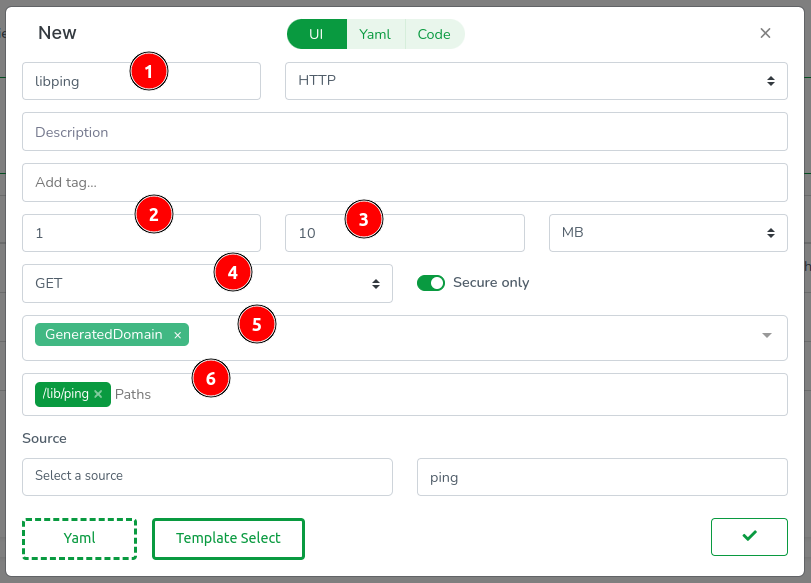 New
UI Yaml Code ×
libping 1 HTTP
Description
Add tag...
1 2 10 3 MB
GET 4 Secure only
GeneratedDomain × 5
/lib/ping × Paths 6
Source
Select a source ping
Yaml Template Select